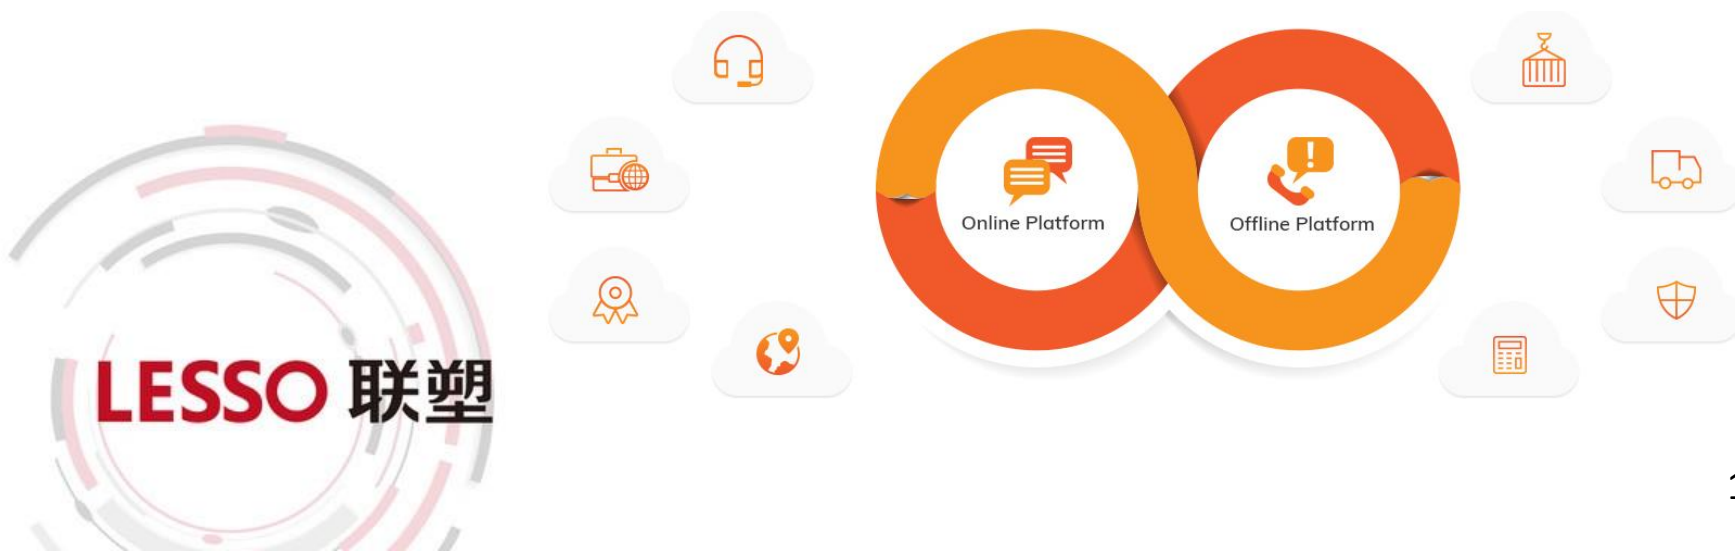 Online Platform
Offline Platform
LESSO 联塑